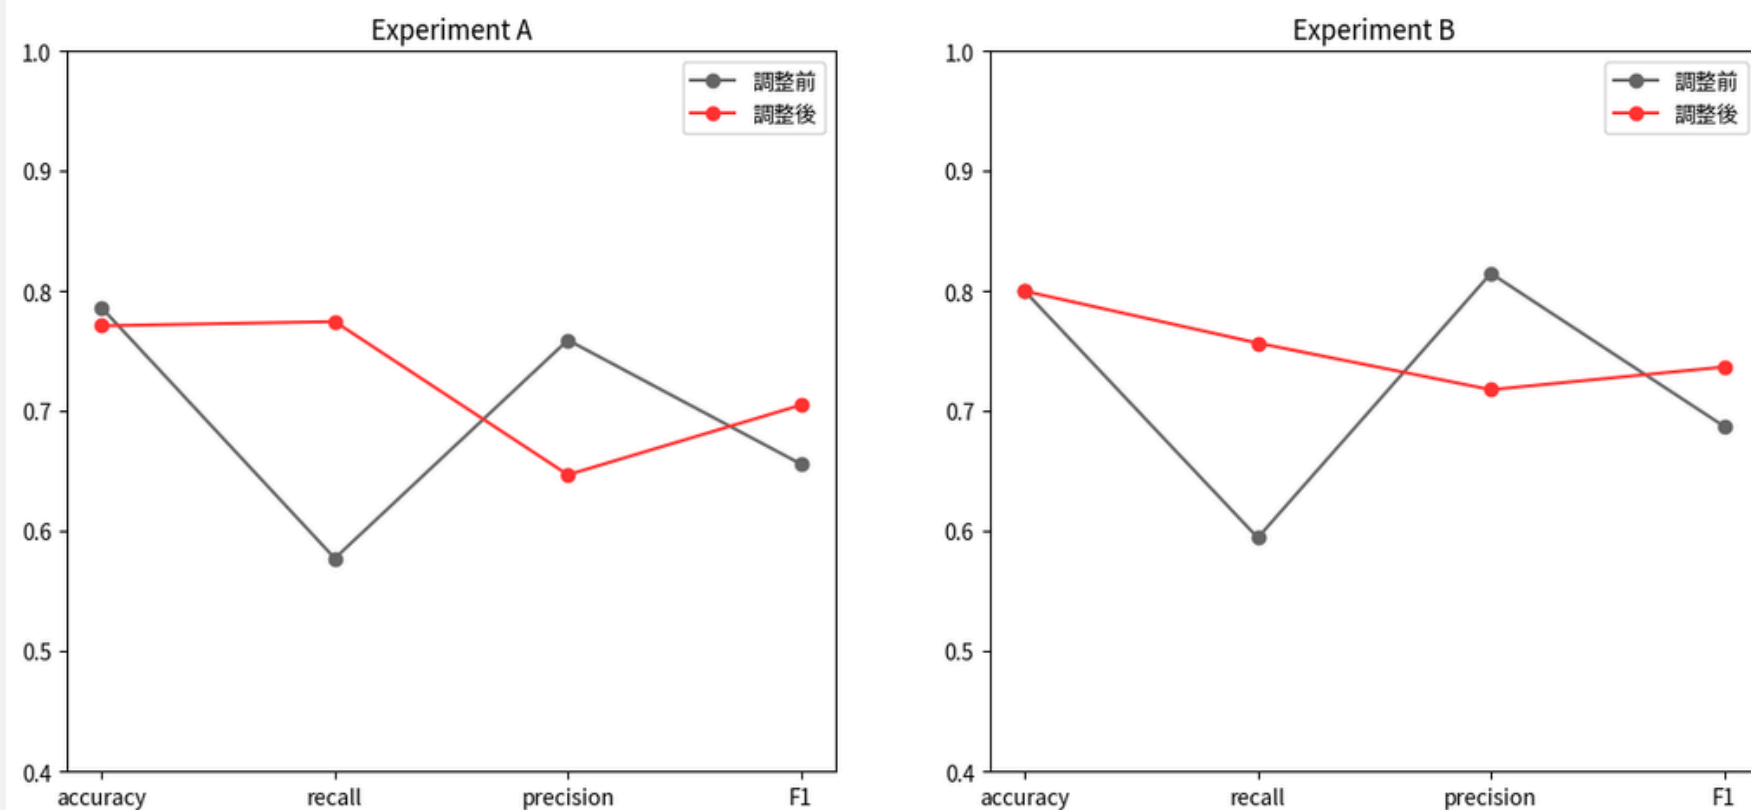 Experiment A
1.0
0.9
0.8
0.7
0.6
0.5
0.4
accuracy
recall
precision
F1
調整前
調整後
Experiment B
1.0
0.9
0.8
0.7
0.6
0.5
0.4
accuracy
recall
precision
F1
調整前
調整後